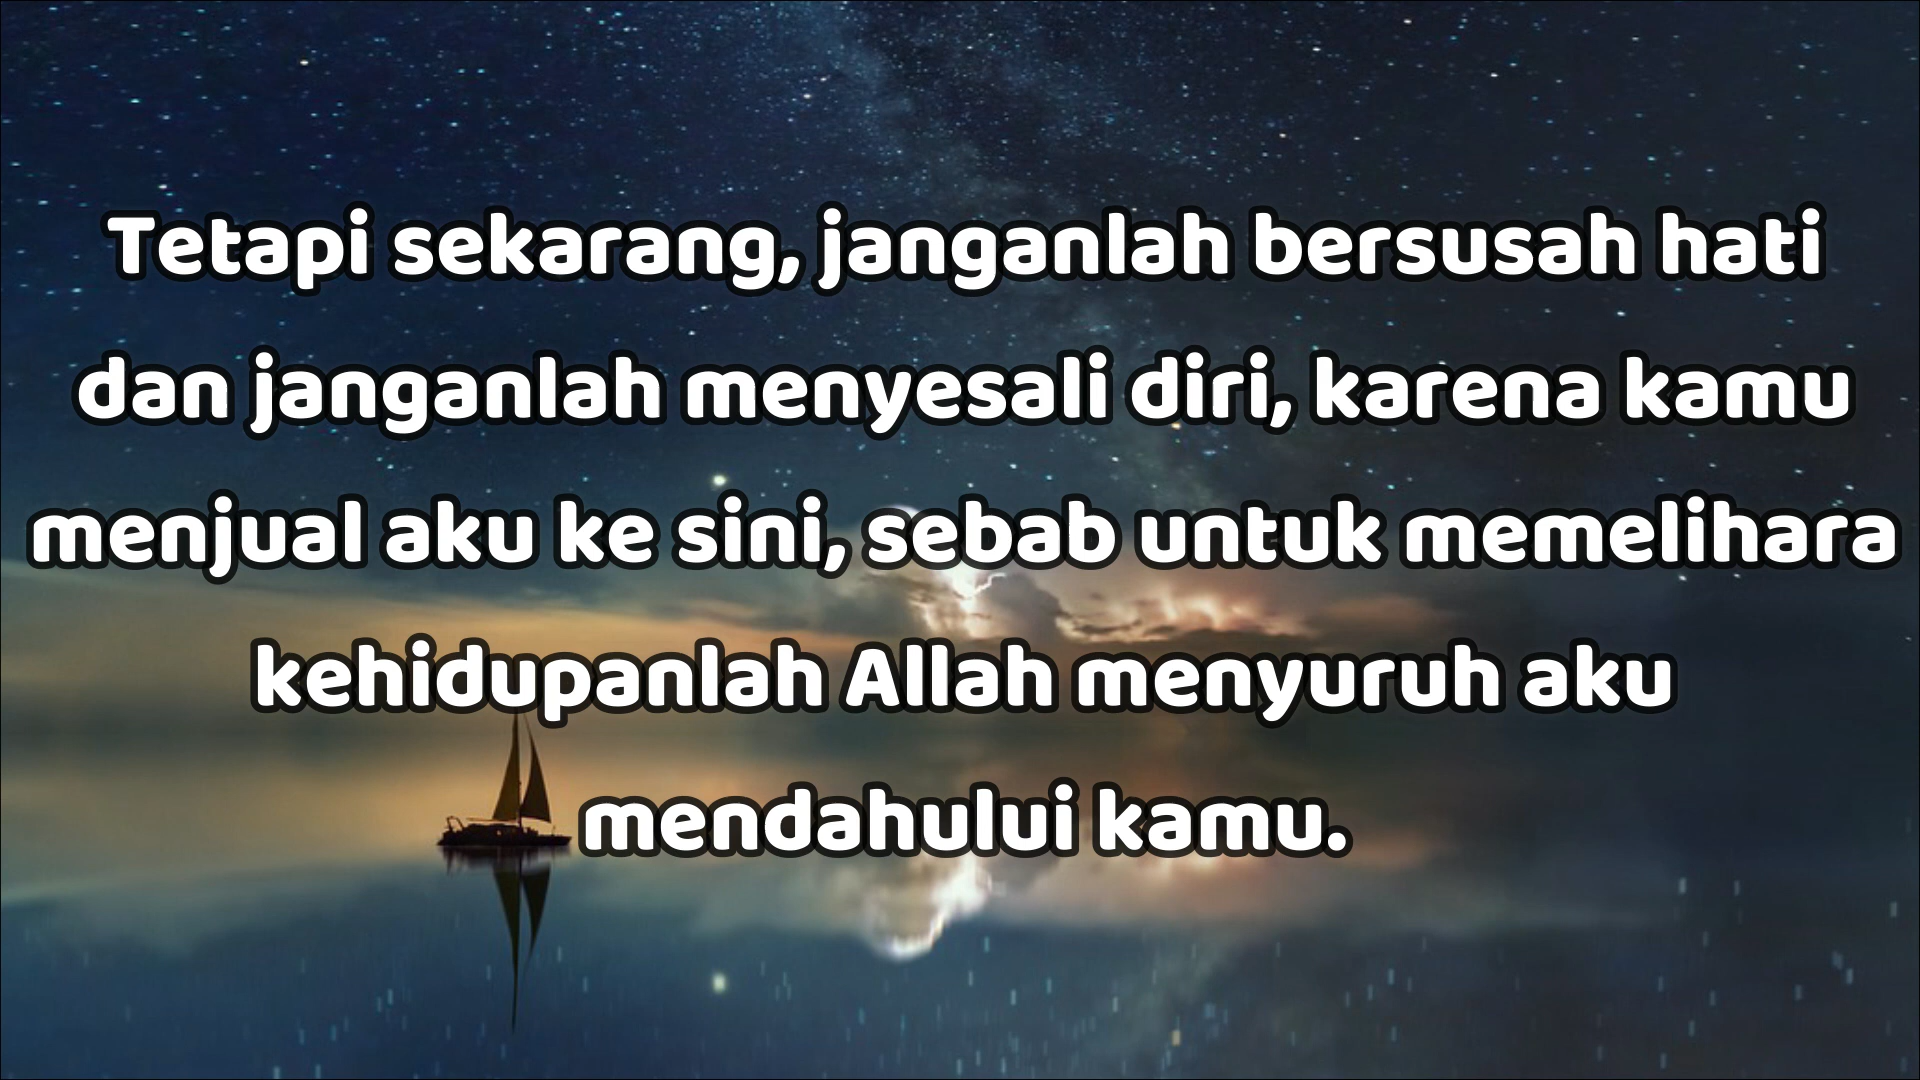 Tetapi sekarang, janganlah bersusah hati
dan janganlah menyesali diri, karena kamu
menjual aku ke sini, sebab untuk memelihara
kehidupanlah Allah menyuruh aku
mendahului kamu.